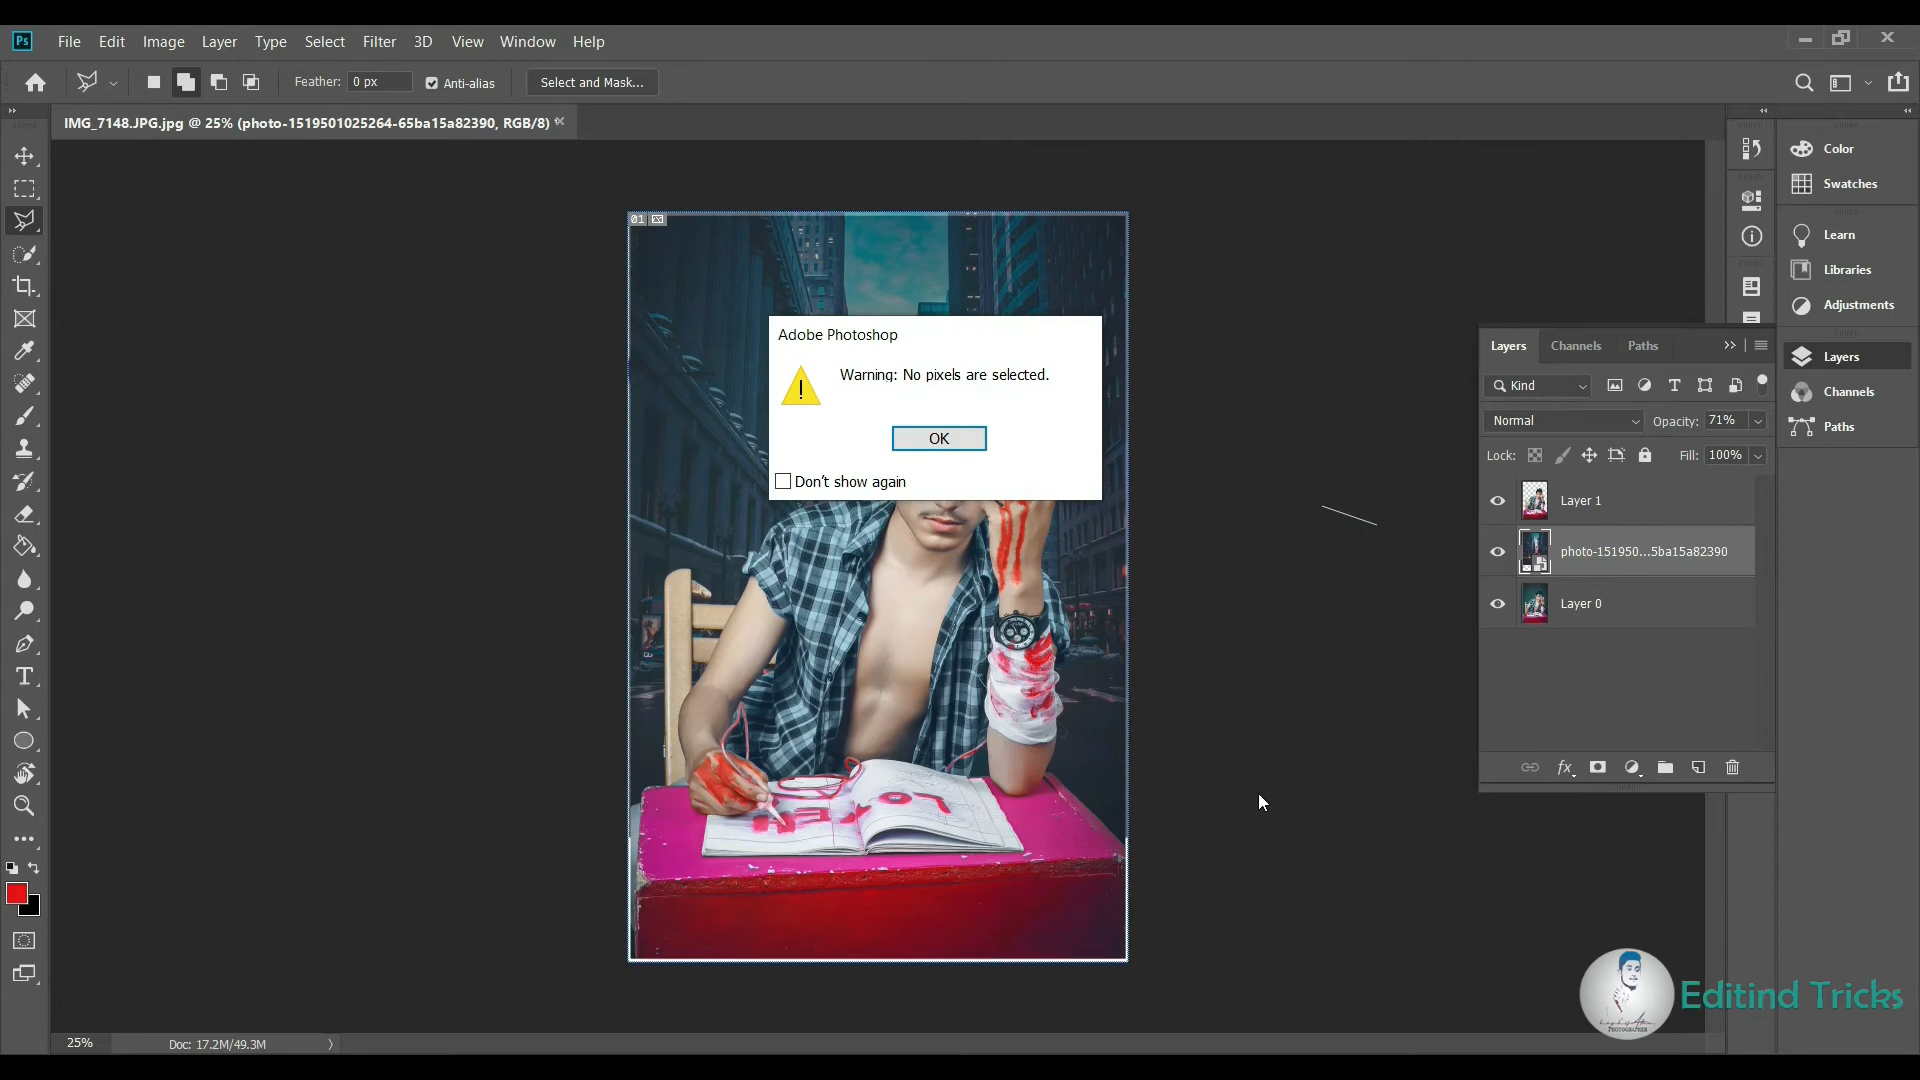 Ps File Edit Image Layer Type Select Filter 3D View Window Help
Feather: 0 px Anti-alias Select and Mask...
IMG_7148.JPG.jpg @ 25% (photo-1519501025264-65ba15a82390, RGB/8) *
Color
Swatches
Learn
Libraries
Adjustments
Layers
Channels
Paths
01
Adobe Photoshop
Warning: No pixels are selected.
OK
Don't show again
Layers Channels Paths
Kind
Normal Opacity: 71%
Lock: Fill: 100%
Layer 1
photo-151950...5ba15a82390
Layer 0
fx
Editind Tricks
PHOTOGRAPHER
25% Doc: 17.2M/49.3M